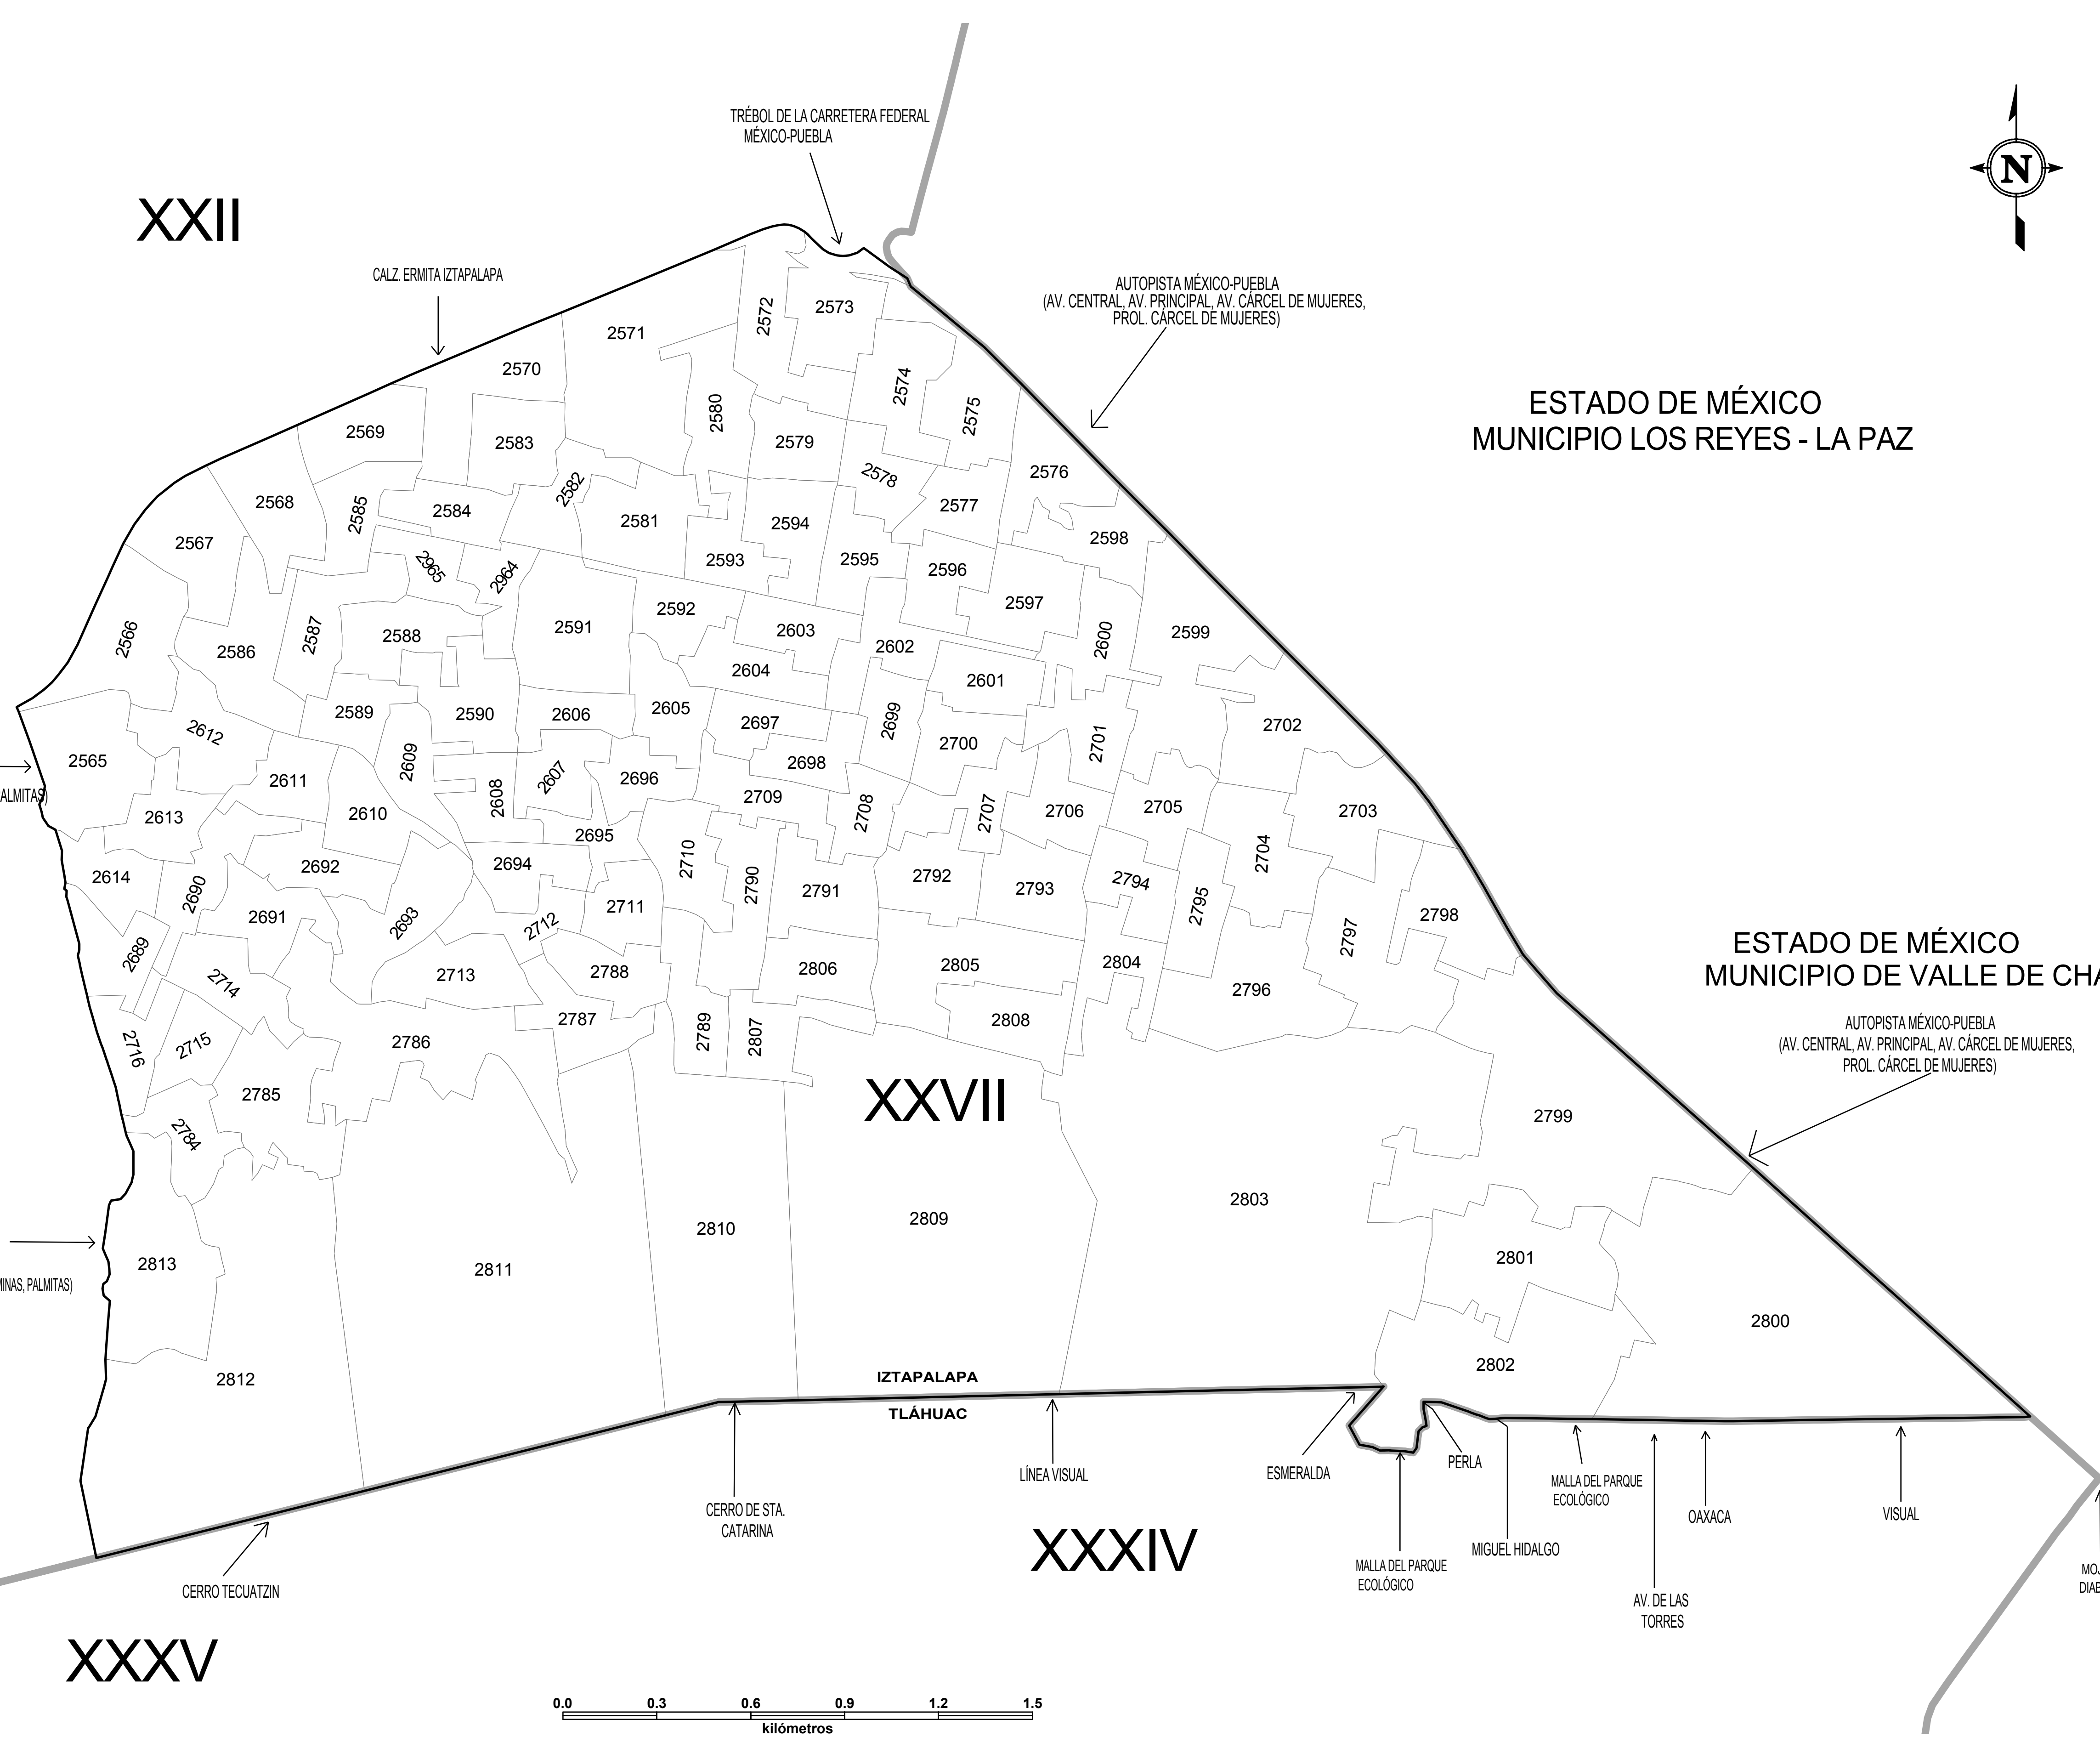 TRÉBOL DE LA CARRETERA FEDERAL
MÉXICO-PUEBLA
N
XXII
CALZ. ERMITA IZTAPALAPA
AUTOPISTA MÉXICO-PUEBLA
(AV. CENTRAL, AV. PRINCIPAL, AV. CÁRCEL DE MUJERES,
PROL. CÁRCEL DE MUJERES)
ESTADO DE MÉXICO
MUNICIPIO LOS REYES - LA PAZ
2572
2573
2571
2570
2574
2575
2580
2569
2583
2579
2576
2578
2582
2568
2585
2584
2581
2594
2577
2567
2598
2593
2595
2596
2965
2964
2597
2592
2591
2603
2599
2566
2587
2588
2586
2602
2600
2604
2601
2589
2590
2606
2605
2697
2699
2612
2702
2700
2701
2565
2609
2698
ALMITAS)
2611
2607
2696
2608
2709
2613
2610
2708
2707
2706
2705
2703
2695
2704
2614
2692
2694
2710
2790
2791
2792
2793
2794
2690
2691
2693
2712
2711
2795
2798
2797
2689
2714
2713
2788
2806
2805
2804
2796
ESTADO DE MÉXICO
MUNICIPIO DE VALLE DE CHA
2716
2715
2786
2787
2789
2807
2808
AUTOPISTA MÉXICO-PUEBLA
(AV. CENTRAL, AV. PRINCIPAL, AV. CÁRCEL DE MUJERES,
PROL. CÁRCEL DE MUJERES)
2785
XXVII
2799
2784
2803
2810
2809
2813
2811
2801
MINAS, PALMITAS)
2800
2812
2802
IZTAPALAPA
TLÁHUAC
CERRO TECUATZIN
CERRO DE STA.
CATARINA
LÍNEA VISUAL
ESMERALDA
MALLA DEL PARQUE
ECOLÓGICO
PERLA
MIGUEL HIDALGO
MALLA DEL PARQUE
ECOLÓGICO
AV. DE LAS
TORRES
OAXACA
VISUAL
MOJ
DIAB
XXXIV
XXXV
0.0 0.3 0.6 0.9 1.2 1.5
kilómetros